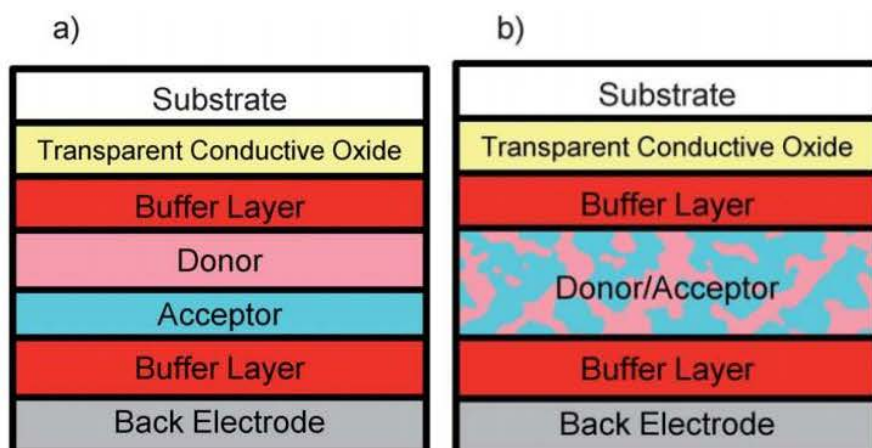 a)
Substrate
Transparent Conductive Oxide
Buffer Layer
Donor
Acceptor
Buffer Layer
Back Electrode
b)
Substrate
Transparent Conductive Oxide
Buffer Layer
Donor/Acceptor
Buffer Layer
Back Electrode